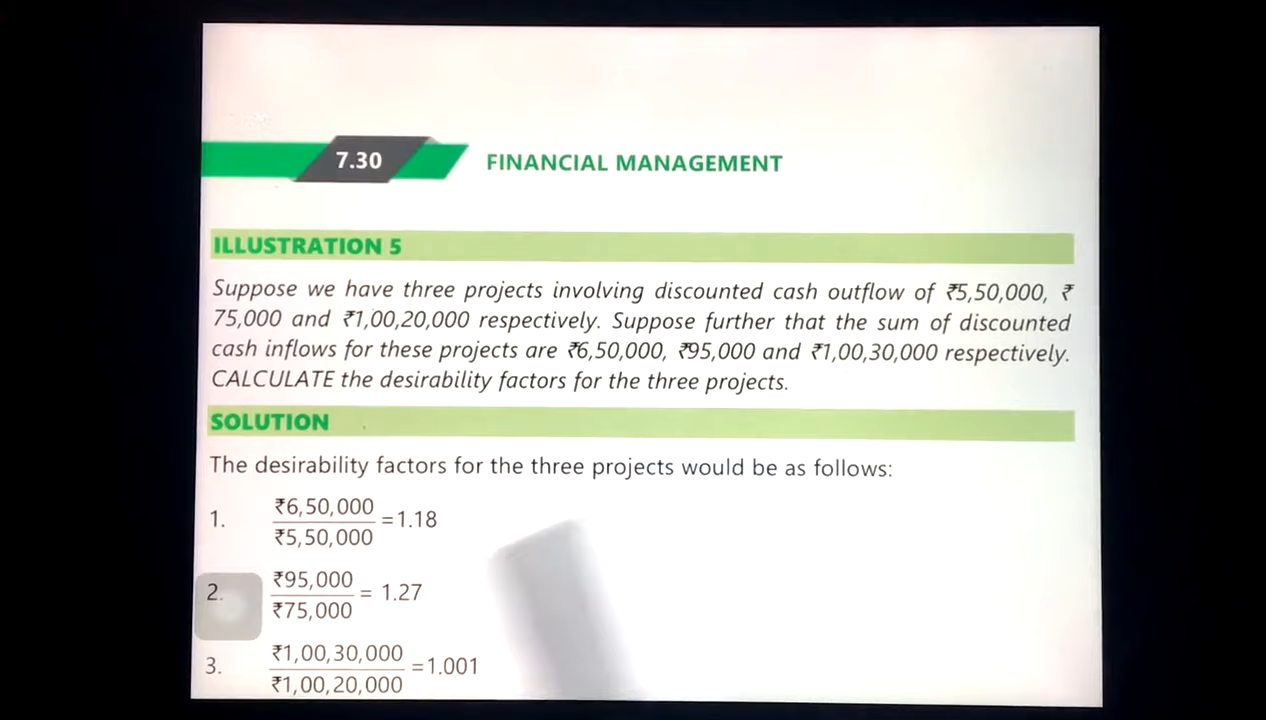 7.30 FINANCIAL MANAGEMENT
ILLUSTRATION 5
Suppose we have three projects involving discounted cash outflow of ₹5,50,000, ₹
75,000 and ₹1,00,20,000 respectively. Suppose further that the sum of discounted
cash inflows for these projects are ₹6,50,000, ₹95,000 and ₹1,00,30,000 respectively.
CALCULATE the desirability factors for the three projects.
SOLUTION
The desirability factors for the three projects would be as follows:
1. ₹6,50,000
₹5,50,000 =1.18
2. ₹95,000
₹75,000 = 1.27
3. ₹1,00,30,000
₹1,00,20,000 =1.001